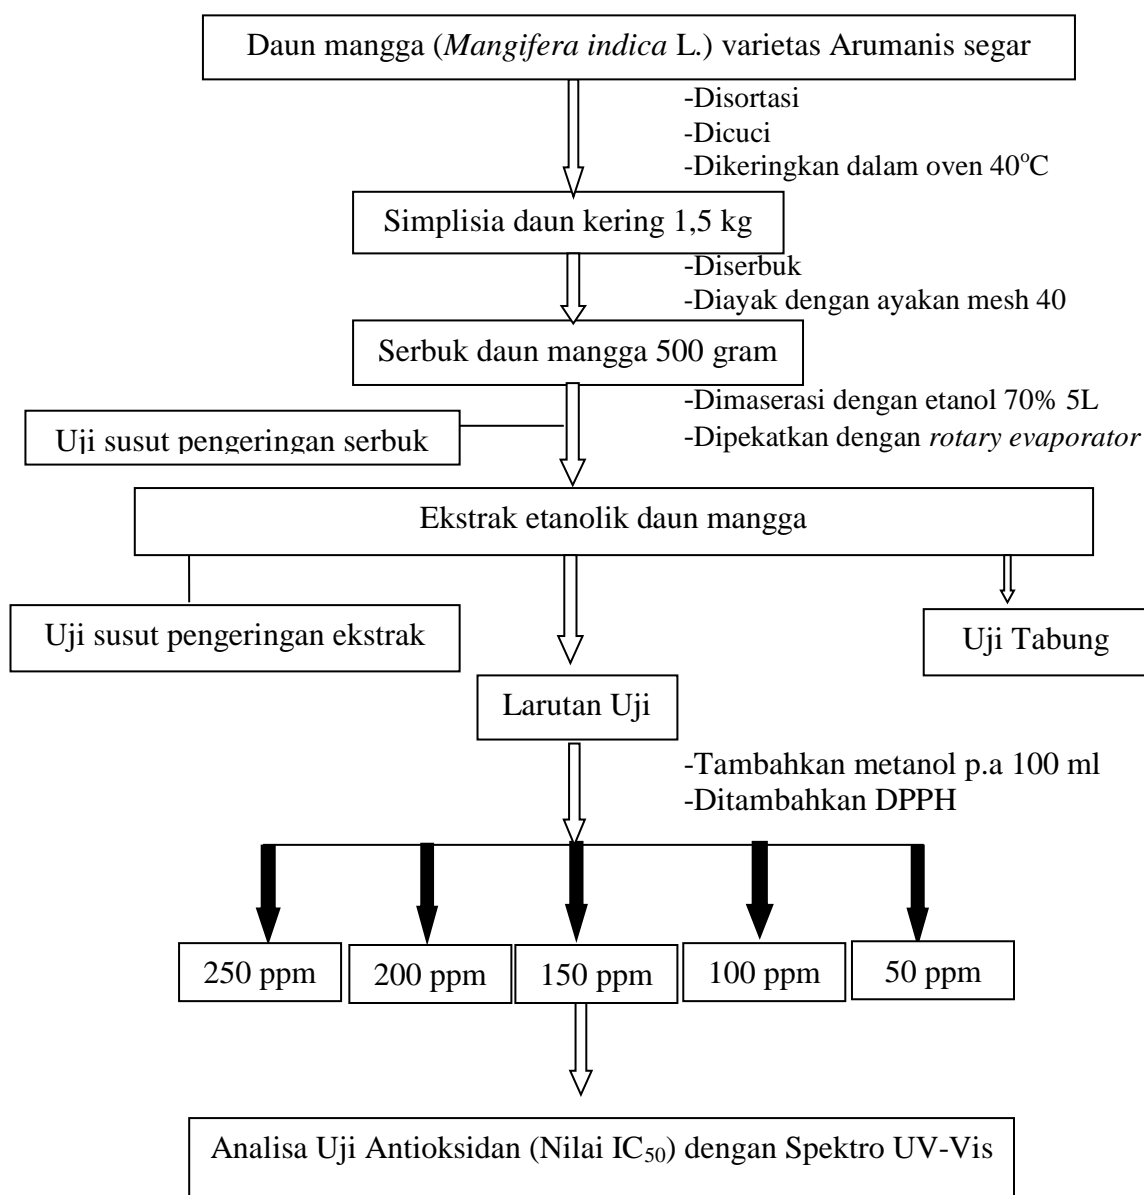 Daun mangga (Mangifera indica L.) varietas Arumanis segar
-Disortasi
-Dicuci
-Dikeringkan dalam oven 40°C
Simplisia daun kering 1,5 kg
-Diserbuk
-Diayak dengan ayakan mesh 40
Serbuk daun mangga 500 gram
-Dimaserasi dengan etanol 70% 5L
-Dipekatkan dengan rotary evaporator
Uji susut pengeringan serbuk
Ekstrak etanolik daun mangga
Uji susut pengeringan ekstrak
Uji Tabung
Larutan Uji
-Tambahkan metanol p.a 100 ml
-Ditambahkan DPPH
250 ppm
200 ppm
150 ppm
100 ppm
50 ppm
Analisa Uji Antioksidan (Nilai IC₅₀) dengan Spektro UV-Vis